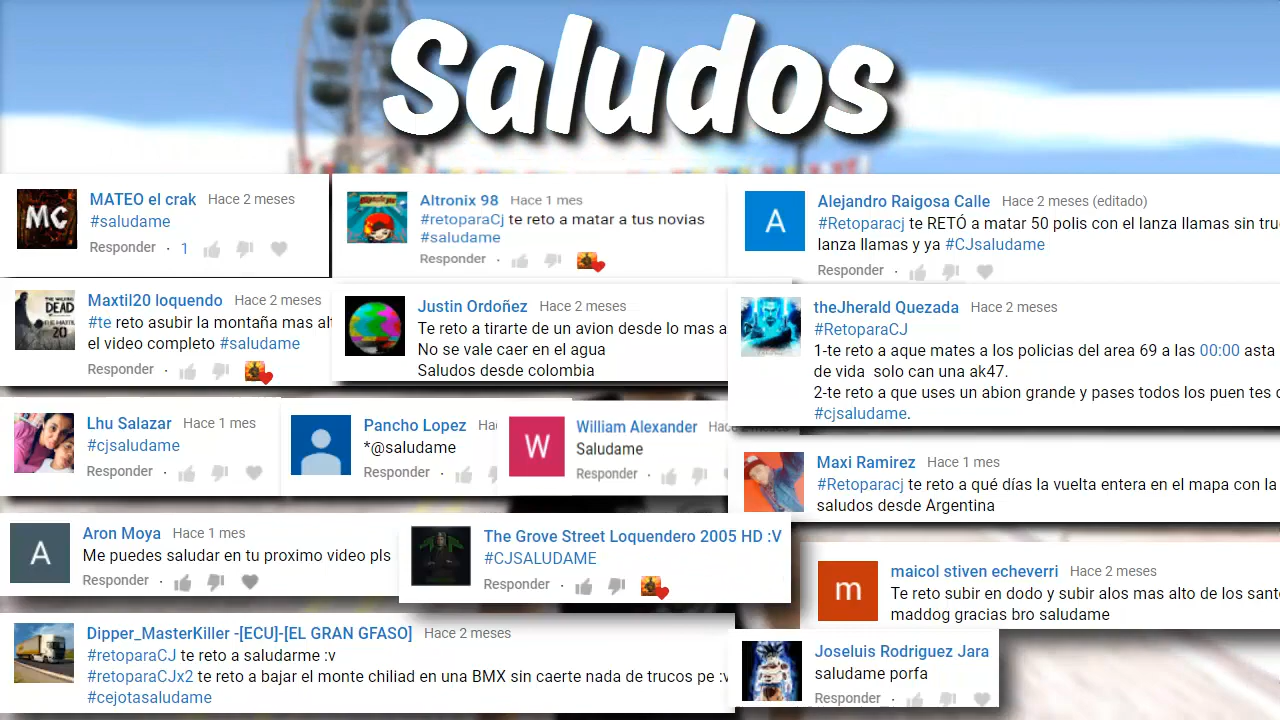 Saludos
MC
MATEO el crak Hace 2 meses
#saludame
Responder · 1
Altronix 98 Hace 1 mes
#retoparaCj te reto a matar a tus novias
#saludame
Responder ·
A
Alejandro Raigosa Calle Hace 2 meses (editado)
#Retoparacj te RETÓ a matar 50 polis con el lanza llamas sin
lanza llamas y ya #CJsaludame
Responder ·
DEAD
20
Maxtil20 loquendo Hace 2 meses
#te reto asubir la montaña mas
el video completo #saludame
Responder ·
Justin Ordoñez Hace 2 meses
Te reto a tirarte de un avion desde lo mas a
No se vale caer en el agua
Saludos desde colombia
theJherald Quezada Hace 2 meses
#RetoparaCJ
1-te reto a aque mates a los policias del area 69 a las 00:00 asta
de vida solo can una ak47.
2-te reto a que uses un abion grande y pases todos los puen tes
#cjsaludame.
Lhu Salazar Hace 1 mes
#cjsaludame
Responder ·
Pancho Lopez
*@saludame
Responder ·
W
William Alexander Hace 2 meses
Saludame
Responder ·
Maxi Ramirez Hace 1 mes
#Retoparacj te reto a qué días la vuelta entera en el mapa con la
saludos desde Argentina
A
Aron Moya Hace 1 mes
Me puedes saludar en tu proximo video pls
Responder ·
The Grove Street Loquendero 2005 HD :V
#CJSALUDAME
Responder ·
m
maicol stiven echeverri Hace 2 meses
Te reto subir en dodo y subir alos mas alto de los
maddog gracias bro saludame
Dipper_MasterKiller -[ECU]-[EL GRAN GFASO] Hace 2 meses
#retoparaCJ te reto a saludarme :v
#retoparaCJx2 te reto a bajar el monte chiliad en una BMX sin caerte nada de trucos pe :v
#cejotasaludame
Joseluis Rodriguez Jara
saludame porfa
Responder ·